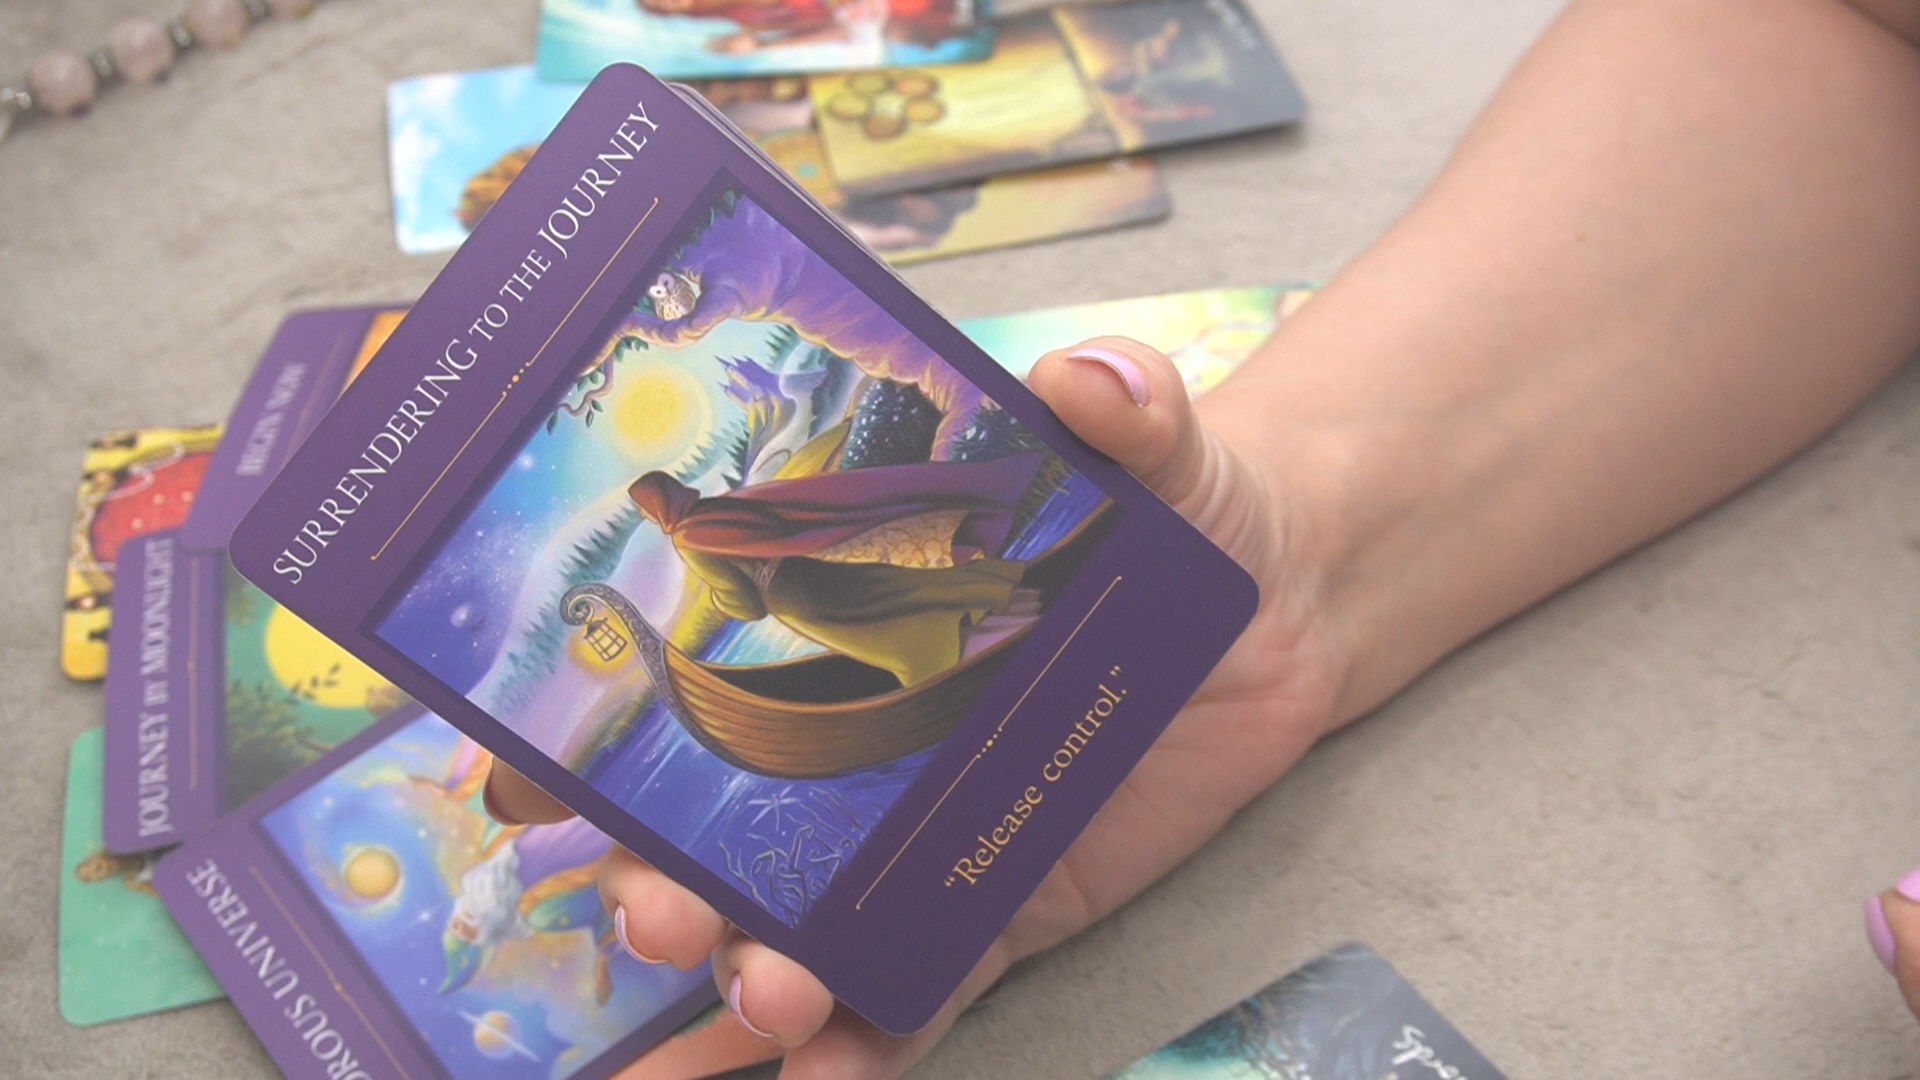 SURRENDERING TO THE JOURNEY
"Release control."
BEGIN NOW
JOURNEY BY MOONLIGHT
UNIVERSE